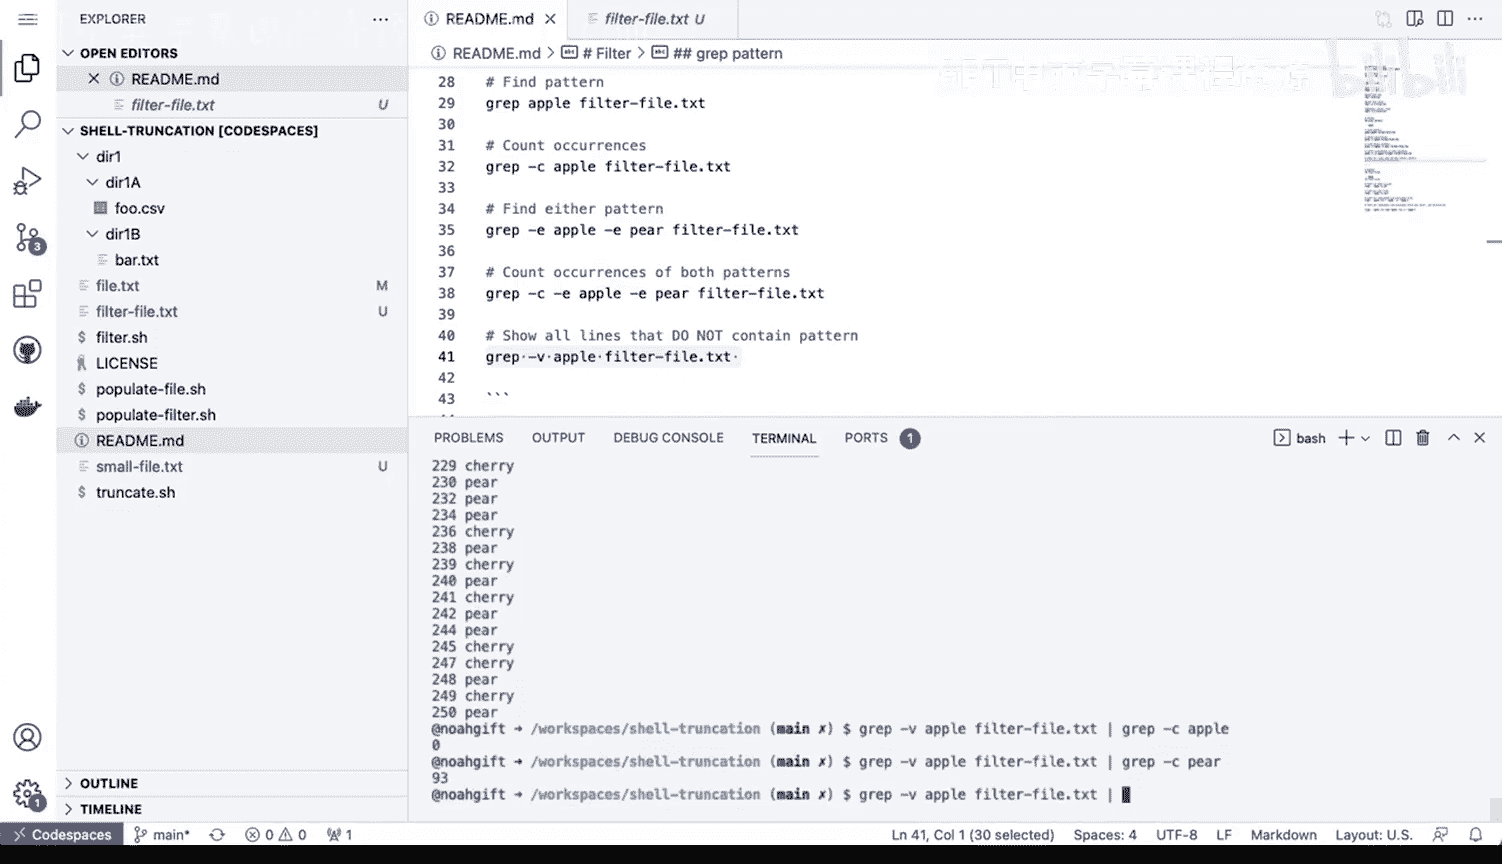 EXPLORER
OPEN EDITORS
README.md
filter-file.txt U
SHELL-TRUNCATION [CODESPACES]
dir1
dir1A
foo.csv
dir1B
bar.txt
file.txt M
filter-file.txt U
$ filter.sh
LICENSE
$ populate-file.sh
$ populate-filter.sh
README.md
small-file.txt U
$ truncate.sh
OUTLINE
TIMELINE
3
1
README.md
filter-file.txt U
README.md > # Filter > ## grep pattern
28 # Find pattern
29 grep apple filter-file.txt
30
31 # Count occurrences
32 grep -c apple filter-file.txt
33
34 # Find either pattern
35 grep -e apple -e pear filter-file.txt
36
37 # Count occurrences of both patterns
38 grep -c -e apple -e pear filter-file.txt
39
40 # Show all lines that DO NOT contain pattern
41 grep·-v·apple·filter-file.txt·
42
43 ```
PROBLEMS OUTPUT DEBUG CONSOLE TERMINAL PORTS 1
bash
229 cherry
230 pear
232 pear
234 pear
236 cherry
238 pear
239 cherry
240 pear
241 cherry
242 pear
244 pear
245 cherry
247 cherry
248 pear
249 cherry
250 pear
@noahgift → /workspaces/shell-truncation (main ✗) $ grep -v apple filter-file.txt | grep -c apple
0
@noahgift → /workspaces/shell-truncation (main ✗) $ grep -v apple filter-file.txt | grep -c pear
93
@noahgift → /workspaces/shell-truncation (main ✗) $ grep -v apple filter-file.txt |
Codespaces main* 0 0 1 Ln 41, Col 1 (30 selected) Spaces: 4 UTF-8 LF Markdown Layout: U.S.